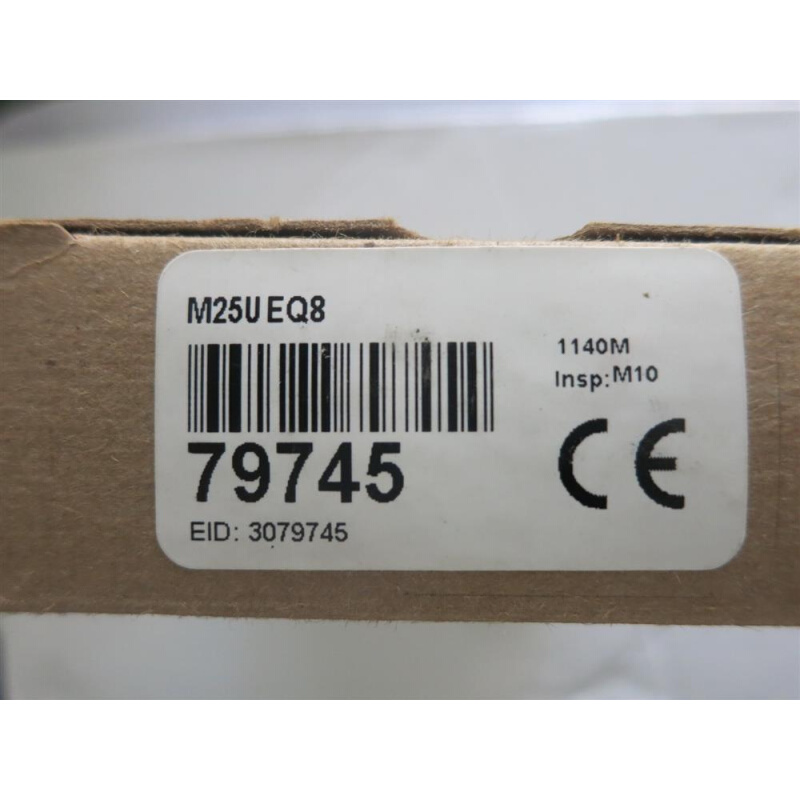 M25U EQ8
1140M
Insp:M10
79745
CE
EID: 3079745